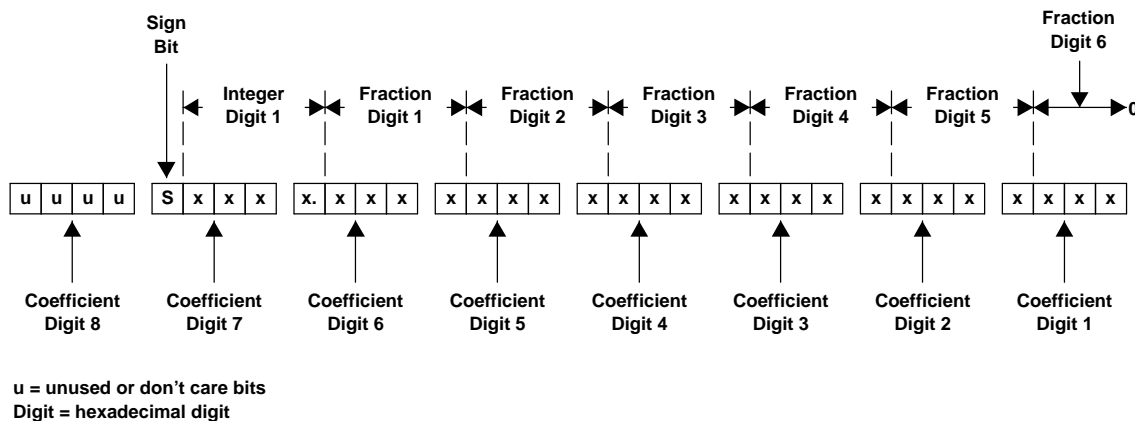 Sign
Bit
Fraction
Digit 6
Integer
Digit 1
Fraction
Digit 1
Fraction
Digit 2
Fraction
Digit 3
Fraction
Digit 4
Fraction
Digit 5
0
u u u u S x x x x. x x x x x x x x x x x x x x x x x x x x x x x
Coefficient
Digit 8
Coefficient
Digit 7
Coefficient
Digit 6
Coefficient
Digit 5
Coefficient
Digit 4
Coefficient
Digit 3
Coefficient
Digit 2
Coefficient
Digit 1
u = unused or don’t care bits
Digit = hexadecimal digit